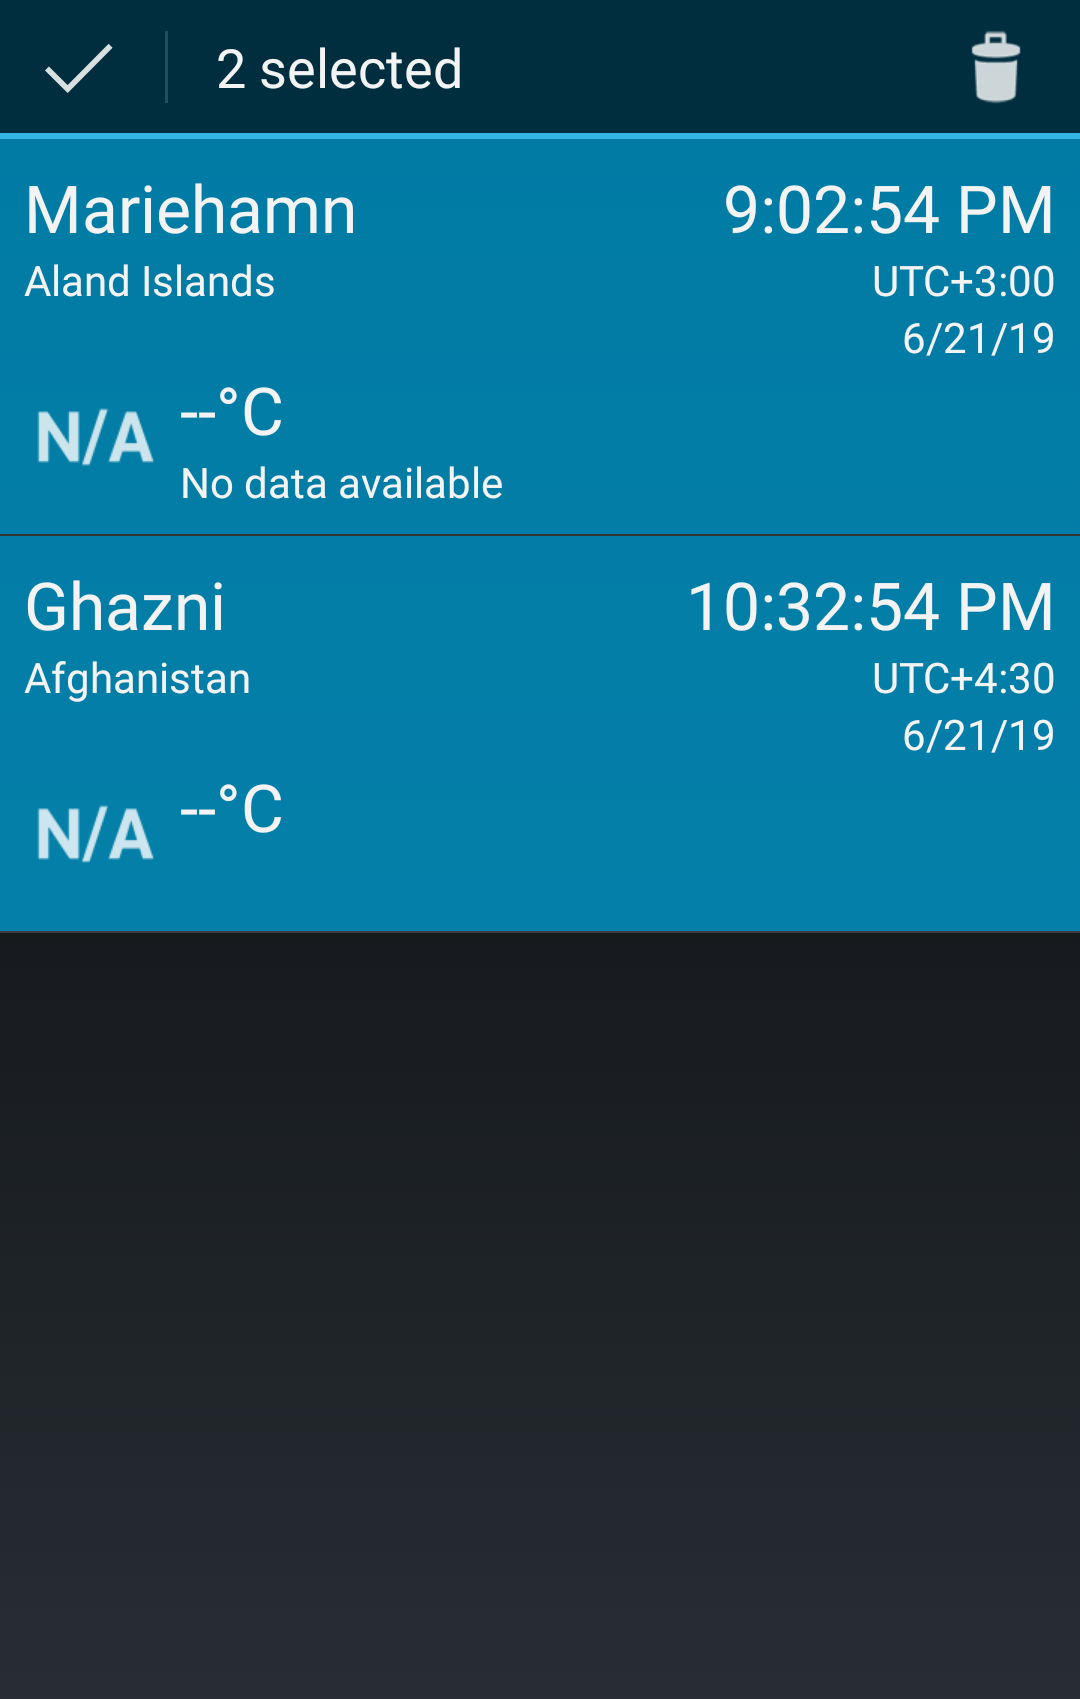 2 selected
Mariehamn
9:02:54 PM
Aland Islands
UTC+3:00
6/21/19
N/A
--°C
No data available
Ghazni
10:32:54 PM
Afghanistan
UTC+4:30
6/21/19
N/A
--°C